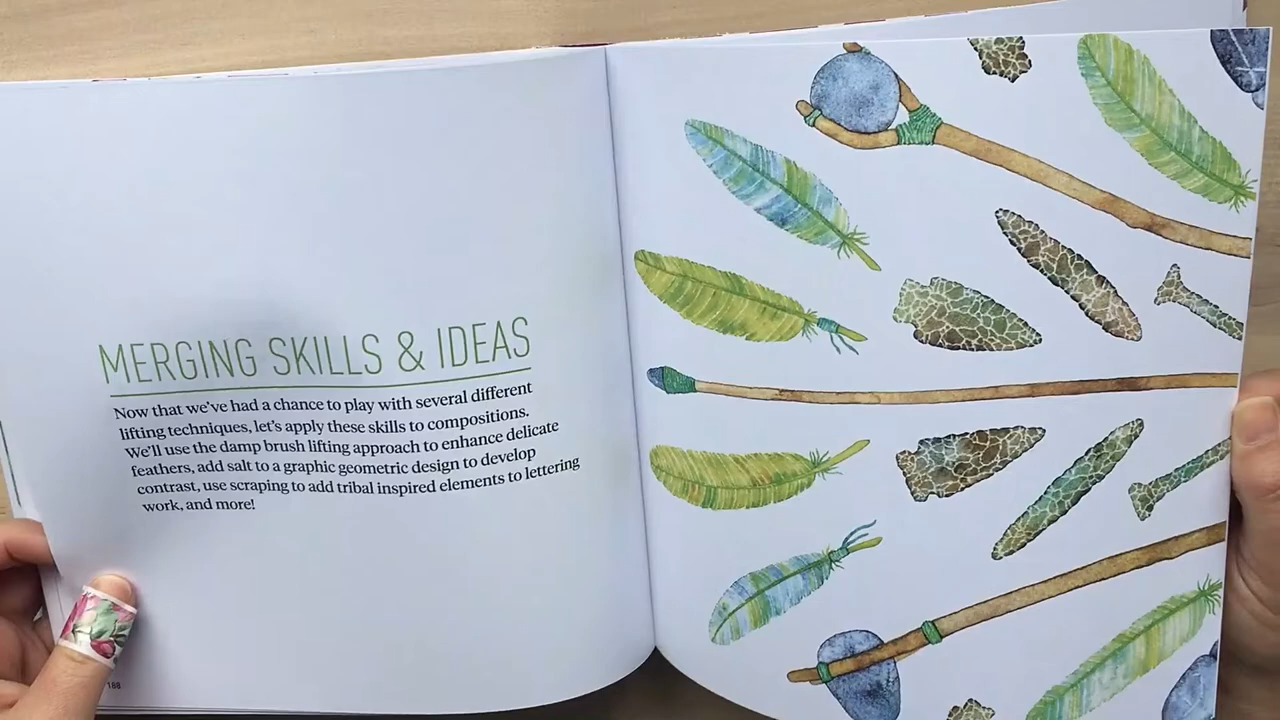 MERGING SKILLS & IDEAS
Now that we've had a chance to play with several different
lifting techniques, let's apply these skills to compositions.
We'll use the damp brush lifting approach to enhance delicate
feathers, add salt to a graphic geometric design to develop
contrast, use scraping to add tribal inspired elements to lettering
work, and more!
188